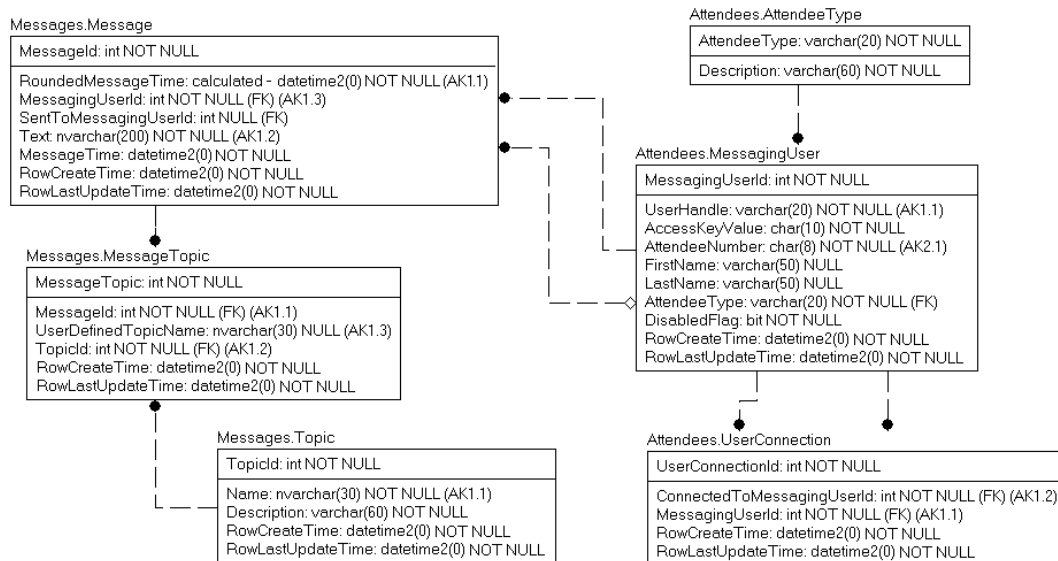 Messages.Message
MessageId: int NOT NULL
RoundedMessageTime: calculated - datetime2(0) NOT NULL (AK1.1)
MessagingUserId: int NOT NULL (FK) (AK1.3)
SentToMessagingUserId: int NULL (FK)
Text: nvarchar(200) NOT NULL (AK1.2)
MessageTime: datetime2(0) NOT NULL
RowCreateTime: datetime2(0) NOT NULL
RowLastUpdateTime: datetime2(0) NOT NULL
Attendees.AttendeeType
AttendeeType: varchar(20) NOT NULL
Description: varchar(60) NOT NULL
Attendees.MessagingUser
MessagingUserId: int NOT NULL
UserHandle: varchar(20) NOT NULL (AK1.1)
AccessKeyValue: char(10) NOT NULL
AttendeeNumber: char(8) NOT NULL (AK2.1)
FirstName: varchar(50) NULL
LastName: varchar(50) NULL
AttendeeType: varchar(20) NOT NULL (FK)
DisabledFlag: bit NOT NULL
RowCreateTime: datetime2(0) NOT NULL
RowLastUpdateTime: datetime2(0) NOT NULL
Messages.MessageTopic
MessageTopic: int NOT NULL
MessageId: int NOT NULL (FK) (AK1.1)
UserDefinedTopicName: nvarchar(30) NULL (AK1.3)
TopicId: int NOT NULL (FK) (AK1.2)
RowCreateTime: datetime2(0) NOT NULL
RowLastUpdateTime: datetime2(0) NOT NULL
Messages.Topic
TopicId: int NOT NULL
Name: nvarchar(30) NOT NULL (AK1.1)
Description: varchar(60) NOT NULL
RowCreateTime: datetime2(0) NOT NULL
RowLastUpdateTime: datetime2(0) NOT NULL
Attendees.UserConnection
UserConnectionId: int NOT NULL
ConnectedToMessagingUserId: int NOT NULL (FK) (AK1.2)
MessagingUserId: int NOT NULL (FK) (AK1.1)
RowCreateTime: datetime2(0) NOT NULL
RowLastUpdateTime: datetime2(0) NOT NULL